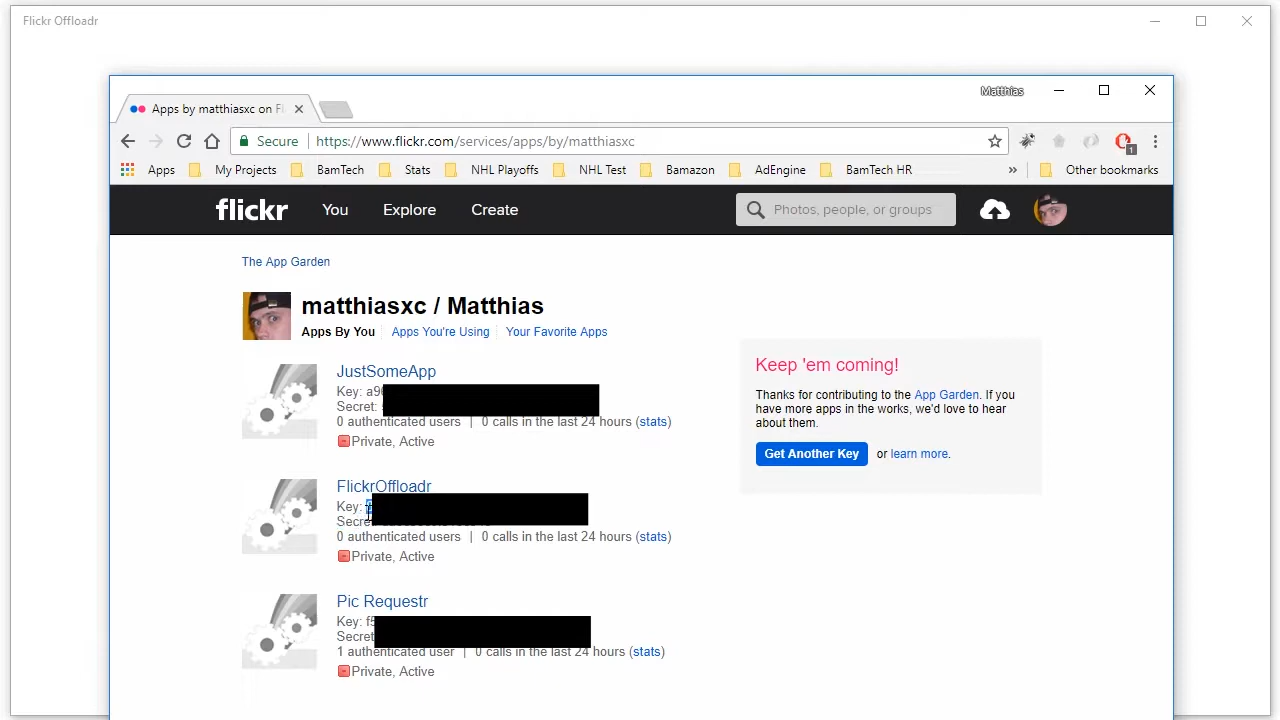 Flickr Offloadr
Matthias
Apps by matthiasxc on Fl
Secure https://www.flickr.com/services/apps/by/matthiasxc
1
Apps My Projects BamTech Stats NHL Playoffs NHL Test Bamazon AdEngine BamTech HR » Other bookmarks
flickr You Explore Create Photos, people, or groups
The App Garden
matthiasxc / Matthias
Apps By You Apps You're Using Your Favorite Apps
JustSomeApp
Key:
Secret:
0 authenticated users | 0 calls in the last 24 hours (stats)
Private, Active
FlickrOffloadr
Key:
0 authenticated users | 0 calls in the last 24 hours (stats)
Private, Active
Pic Requestr
Key: f5
Secret
1 authenticated user | 0 calls in the last 24 hours (stats)
Private, Active
Keep 'em coming!
Thanks for contributing to the App Garden. If you
have more apps in the works, we'd love to hear
about them.
Get Another Key or learn more.